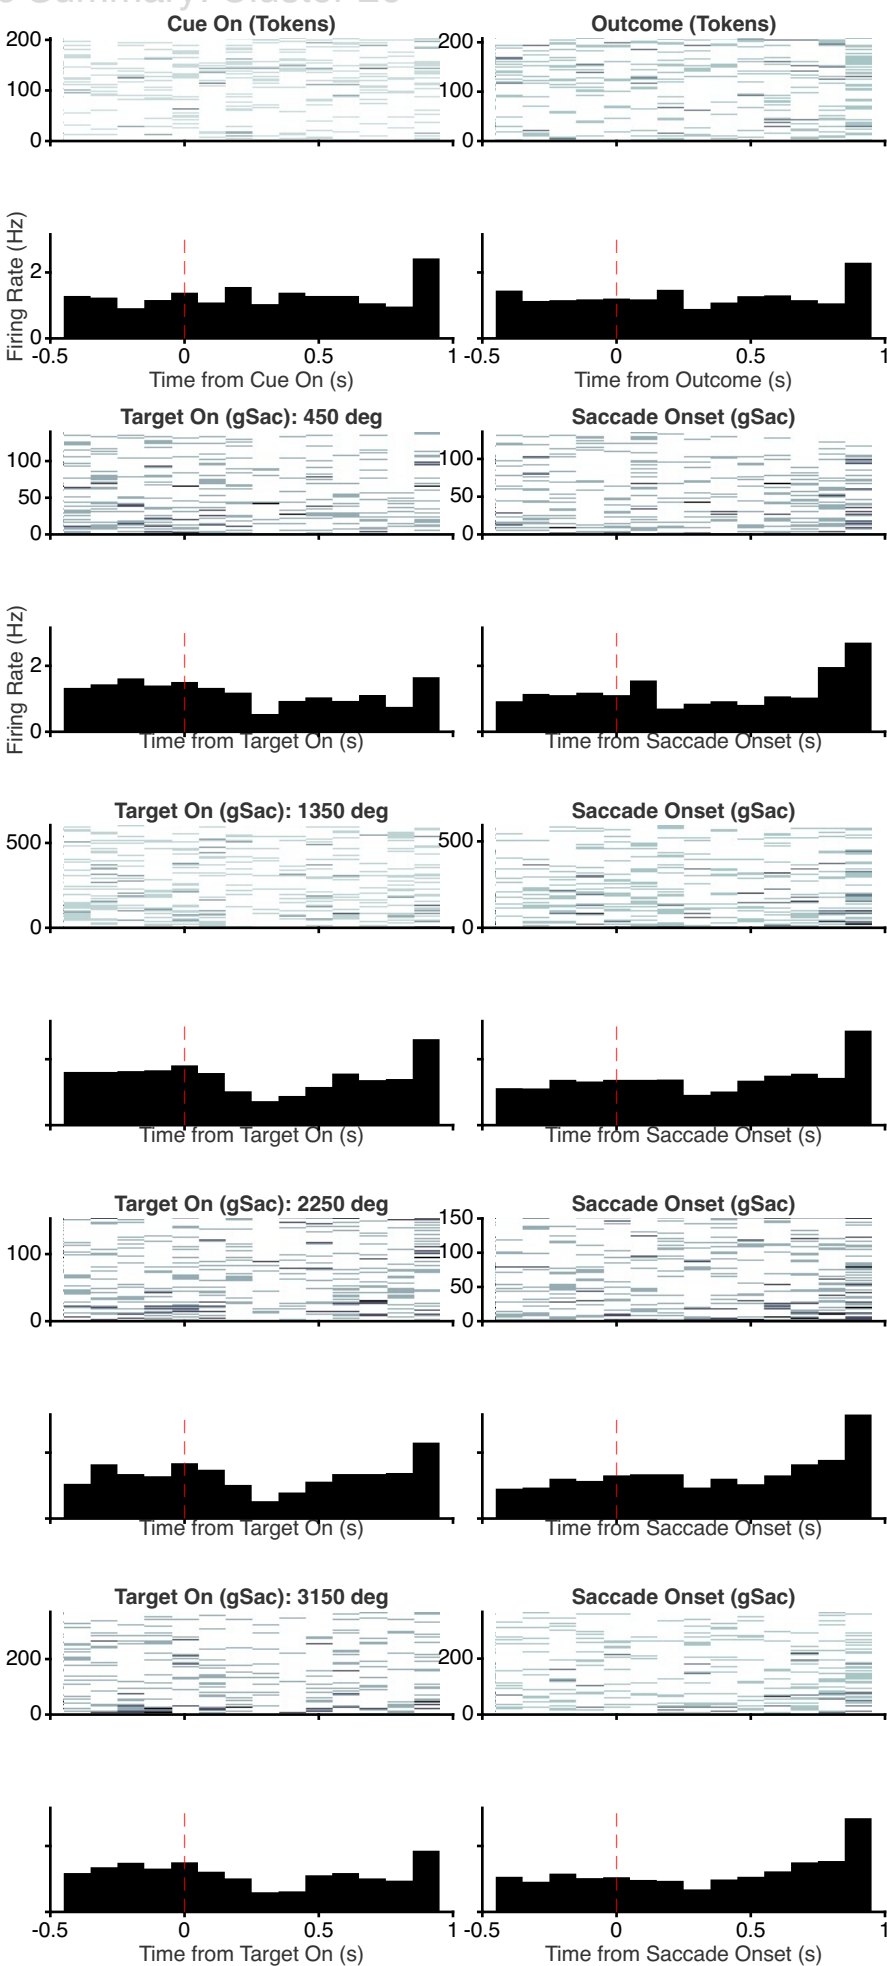 Summary: Cluster
Cue On (Tokens)
Outcome (Tokens)
200
100
0
200
100
0
Firing Rate (Hz)
2
0
-0.5 0 0.5 1
-0.5 0 0.5 1
Time from Cue On (s)
Time from Outcome (s)
Target On (gSac): 450 deg
Saccade Onset (gSac)
100
50
0
100
50
0
Firing Rate (Hz)
2
0
Time from Target On (s)
Time from Saccade Onset (s)
Target On (gSac): 1350 deg
Saccade Onset (gSac)
500
0
500
0
Time from Target On (s)
Time from Saccade Onset (s)
Target On (gSac): 2250 deg
Saccade Onset (gSac)
100
0
150
100
50
0
Time from Target On (s)
Time from Saccade Onset (s)
Target On (gSac): 3150 deg
Saccade Onset (gSac)
200
0
200
0
-0.5 0 0.5 1
-0.5 0 0.5 1
Time from Target On (s)
Time from Saccade Onset (s)